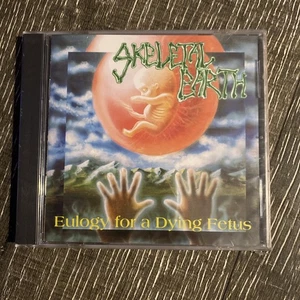 SKELETAL
EARTH
Eulogy for a Dying Fetus